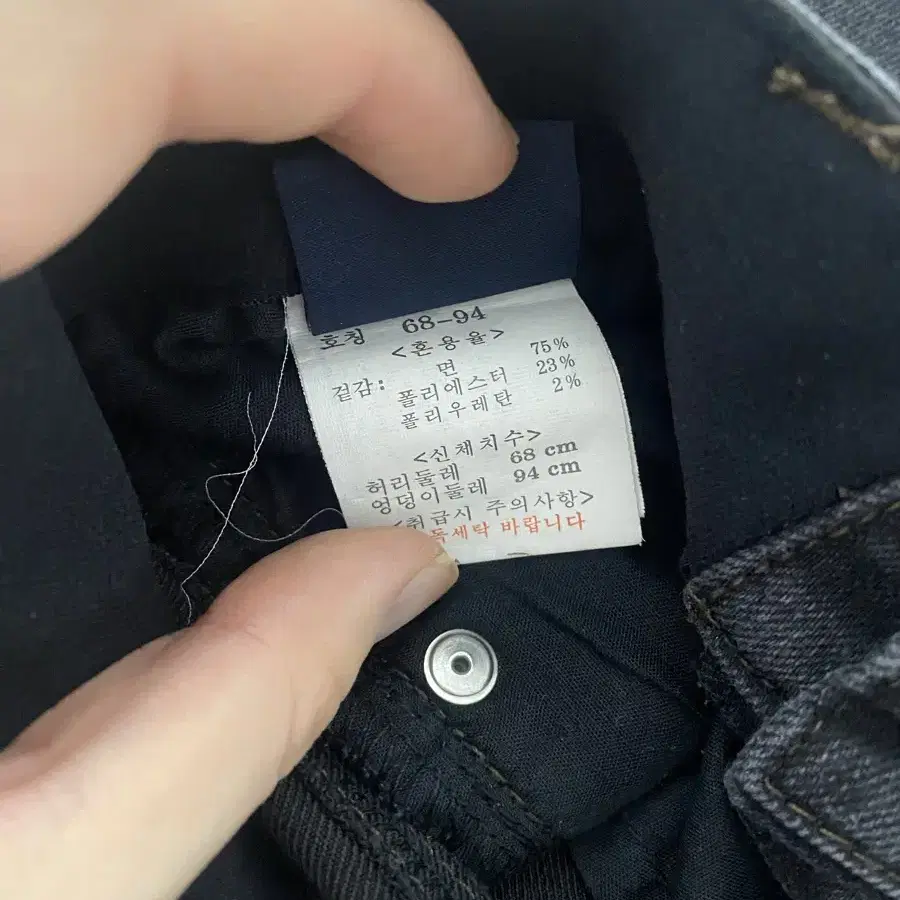 호칭 68-94
<혼용율>
겉감: 면 75%
폴리에스터 23%
폴리우레탄 2%
<신체치수>
허리둘레 68 cm
엉덩이둘레 94 cm
<취급시 주의사항>
바랍니다